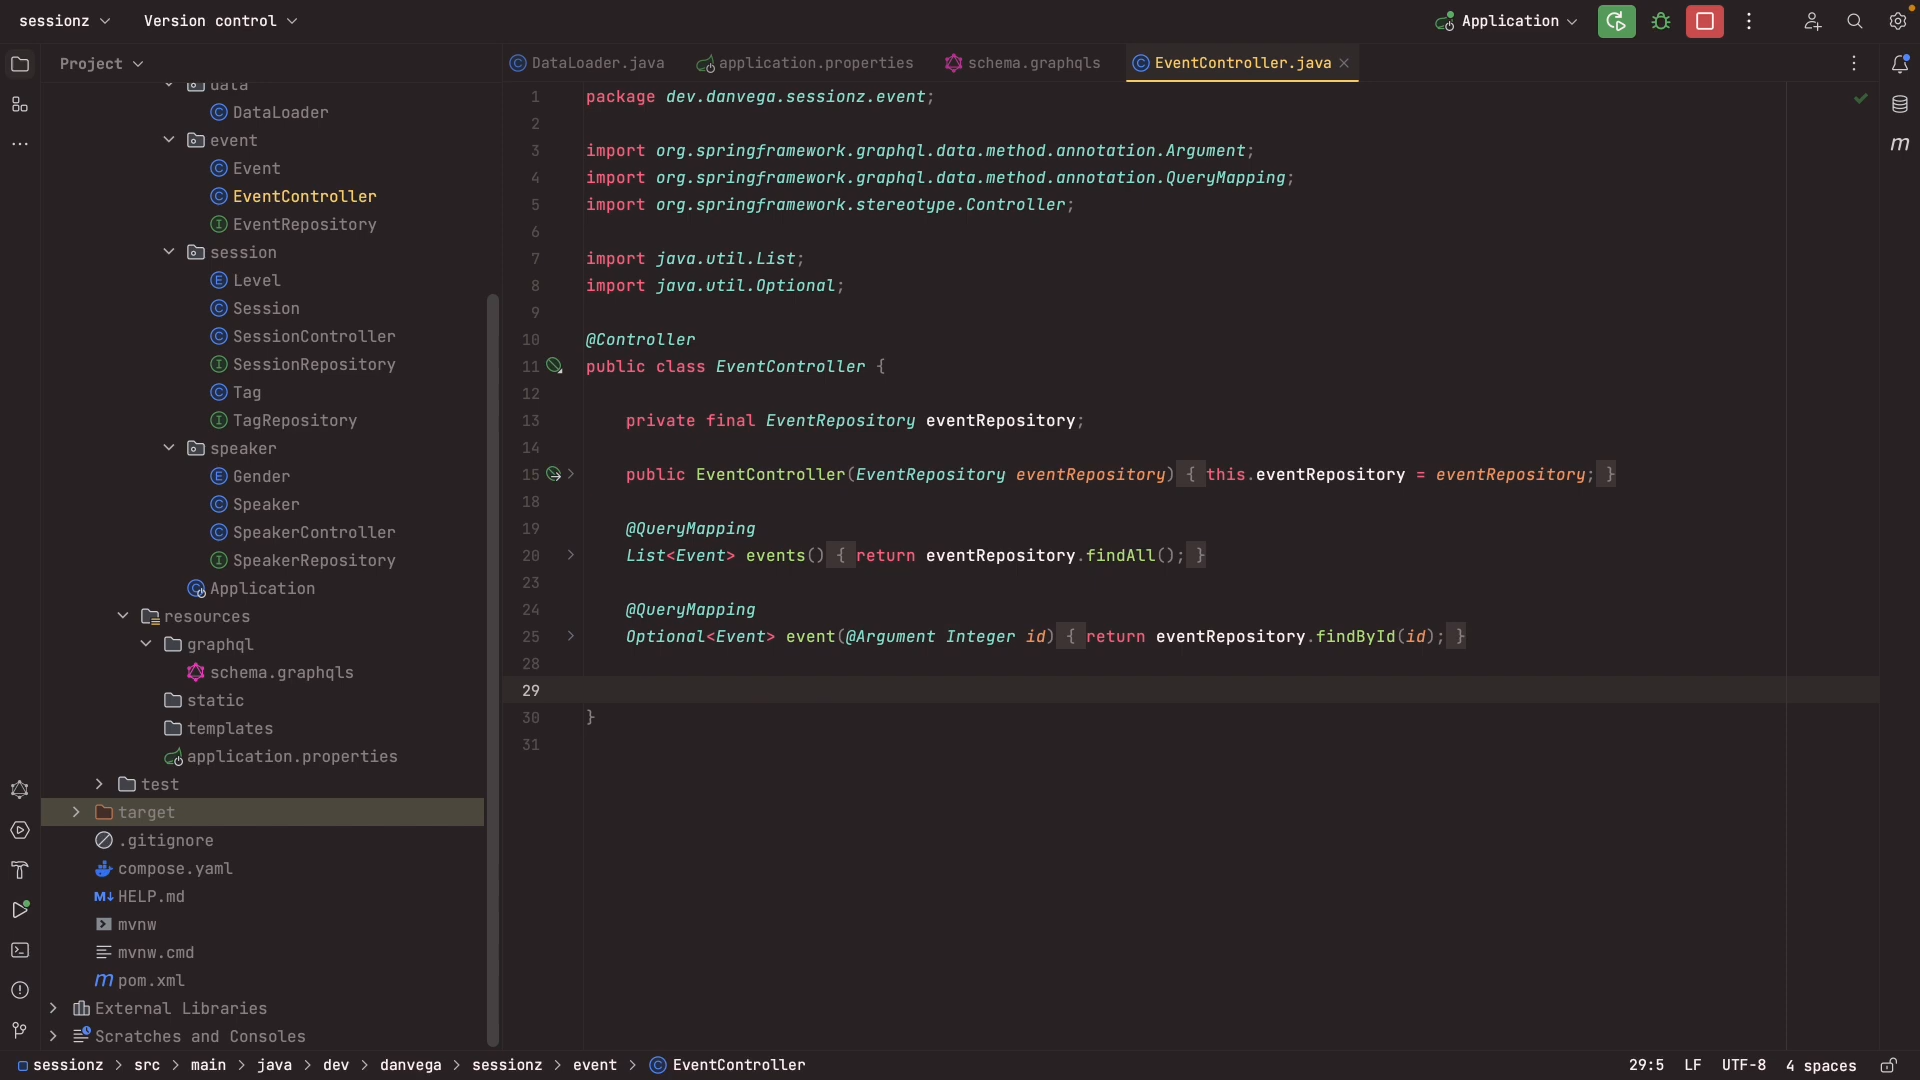 sessionz
Version control
Application
Project
DataLoader.java
application.properties
schema.graphqls
EventController.java
data
DataLoader
event
Event
EventController
EventRepository
session
Level
Session
SessionController
SessionRepository
Tag
TagRepository
speaker
Gender
Speaker
SpeakerController
SpeakerRepository
Application
resources
graphql
schema.graphqls
static
templates
application.properties
test
target
.gitignore
compose.yaml
HELP.md
mvnw
mvnw.cmd
pom.xml
External Libraries
Scratches and Consoles
1 package dev.danvega.sessionz.event;
2
3 import org.springframework.graphql.data.method.annotation.Argument;
4 import org.springframework.graphql.data.method.annotation.QueryMapping;
5 import org.springframework.stereotype.Controller;
6
7 import java.util.List;
8 import java.util.Optional;
9
10 @Controller
11 public class EventController {
12
13 private final EventRepository eventRepository;
14
15 public EventController(EventRepository eventRepository) { this.eventRepository = eventRepository; }
18
19 @QueryMapping
20 List<Event> events() { return eventRepository.findAll(); }
23
24 @QueryMapping
25 Optional<Event> event(@Argument Integer id) { return eventRepository.findById(id); }
28
29
30 }
31
sessionz > src > main > java > dev > danvega > sessionz > event > EventController
29:5 LF UTF-8 4 spaces